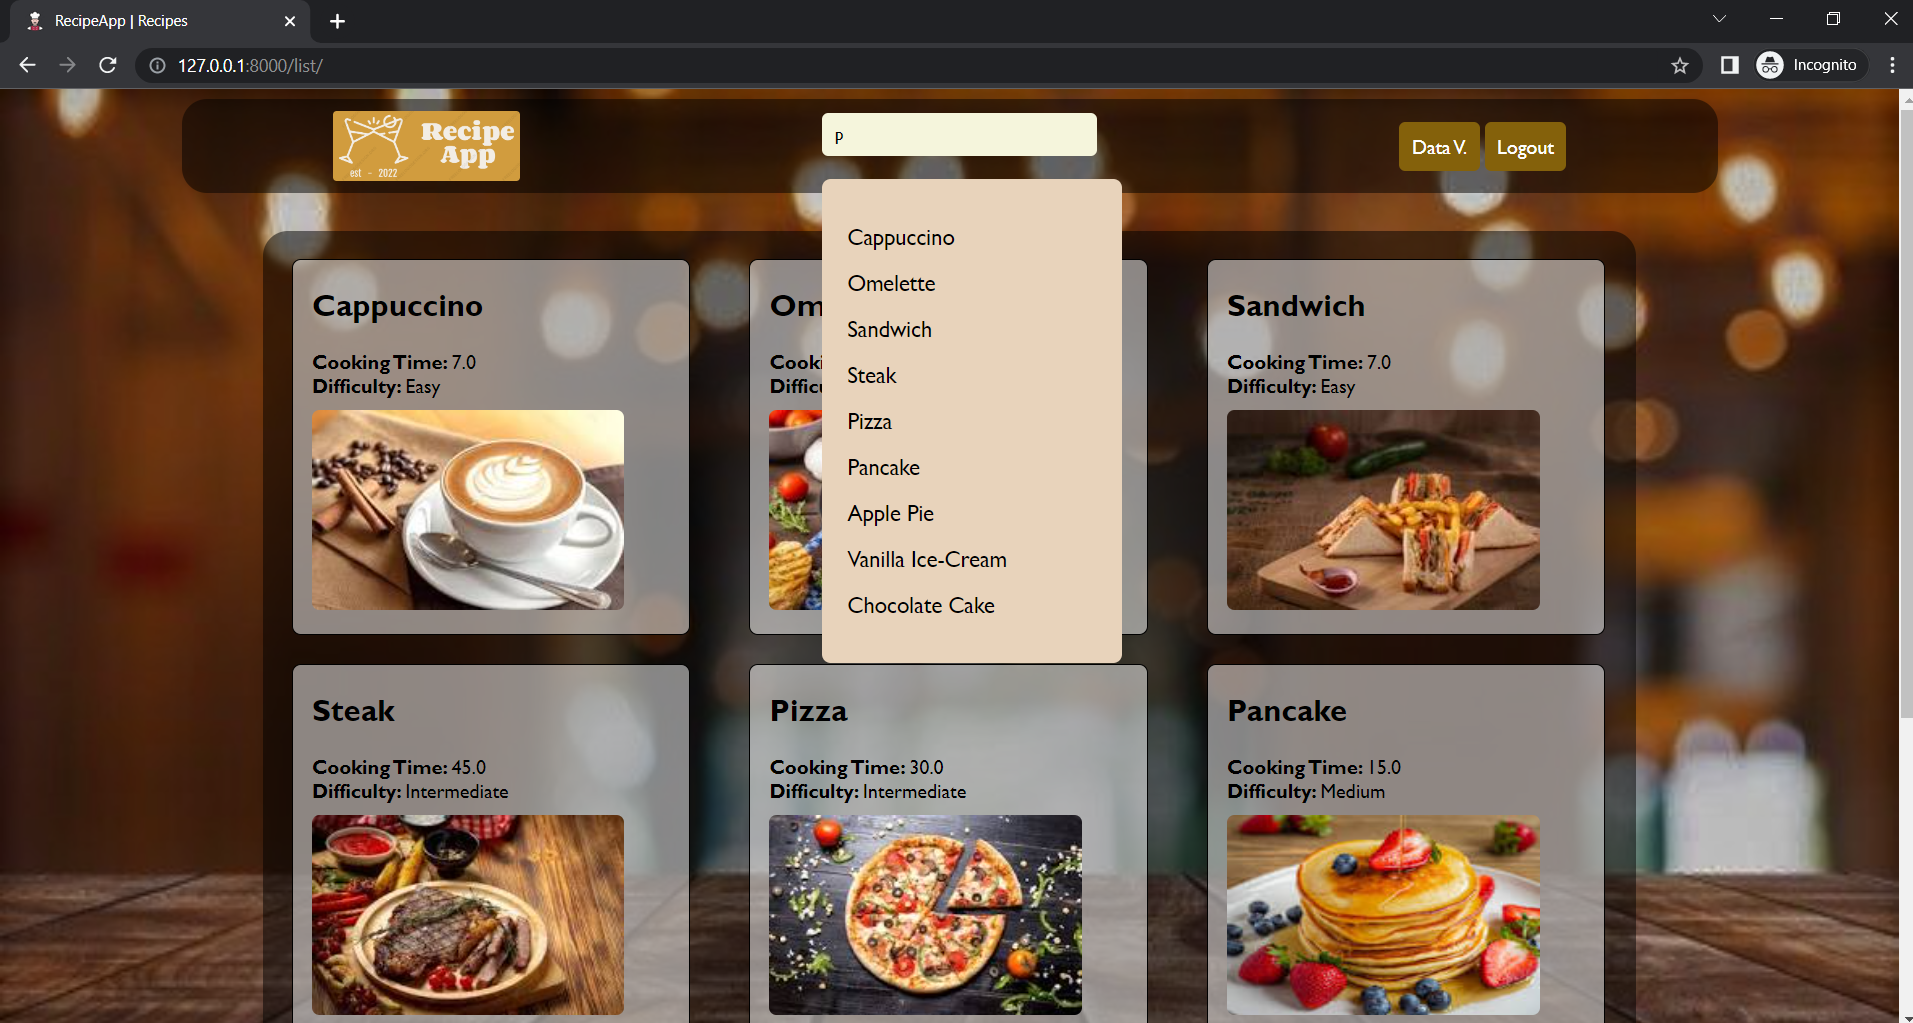 RecipeApp | Recipes
127.0.0.1:8000/list/
Incognito
Recipe
App
est - 2022
p
Data V.
Logout
Cappuccino
Omelette
Sandwich
Steak
Pizza
Pancake
Apple Pie
Vanilla Ice-Cream
Chocolate Cake
Cappuccino
Cooking Time: 7.0
Difficulty: Easy
Om
Cooki
Difficu
Sandwich
Cooking Time: 7.0
Difficulty: Easy
Steak
Cooking Time: 45.0
Difficulty: Intermediate
Pizza
Cooking Time: 30.0
Difficulty: Intermediate
Pancake
Cooking Time: 15.0
Difficulty: Medium